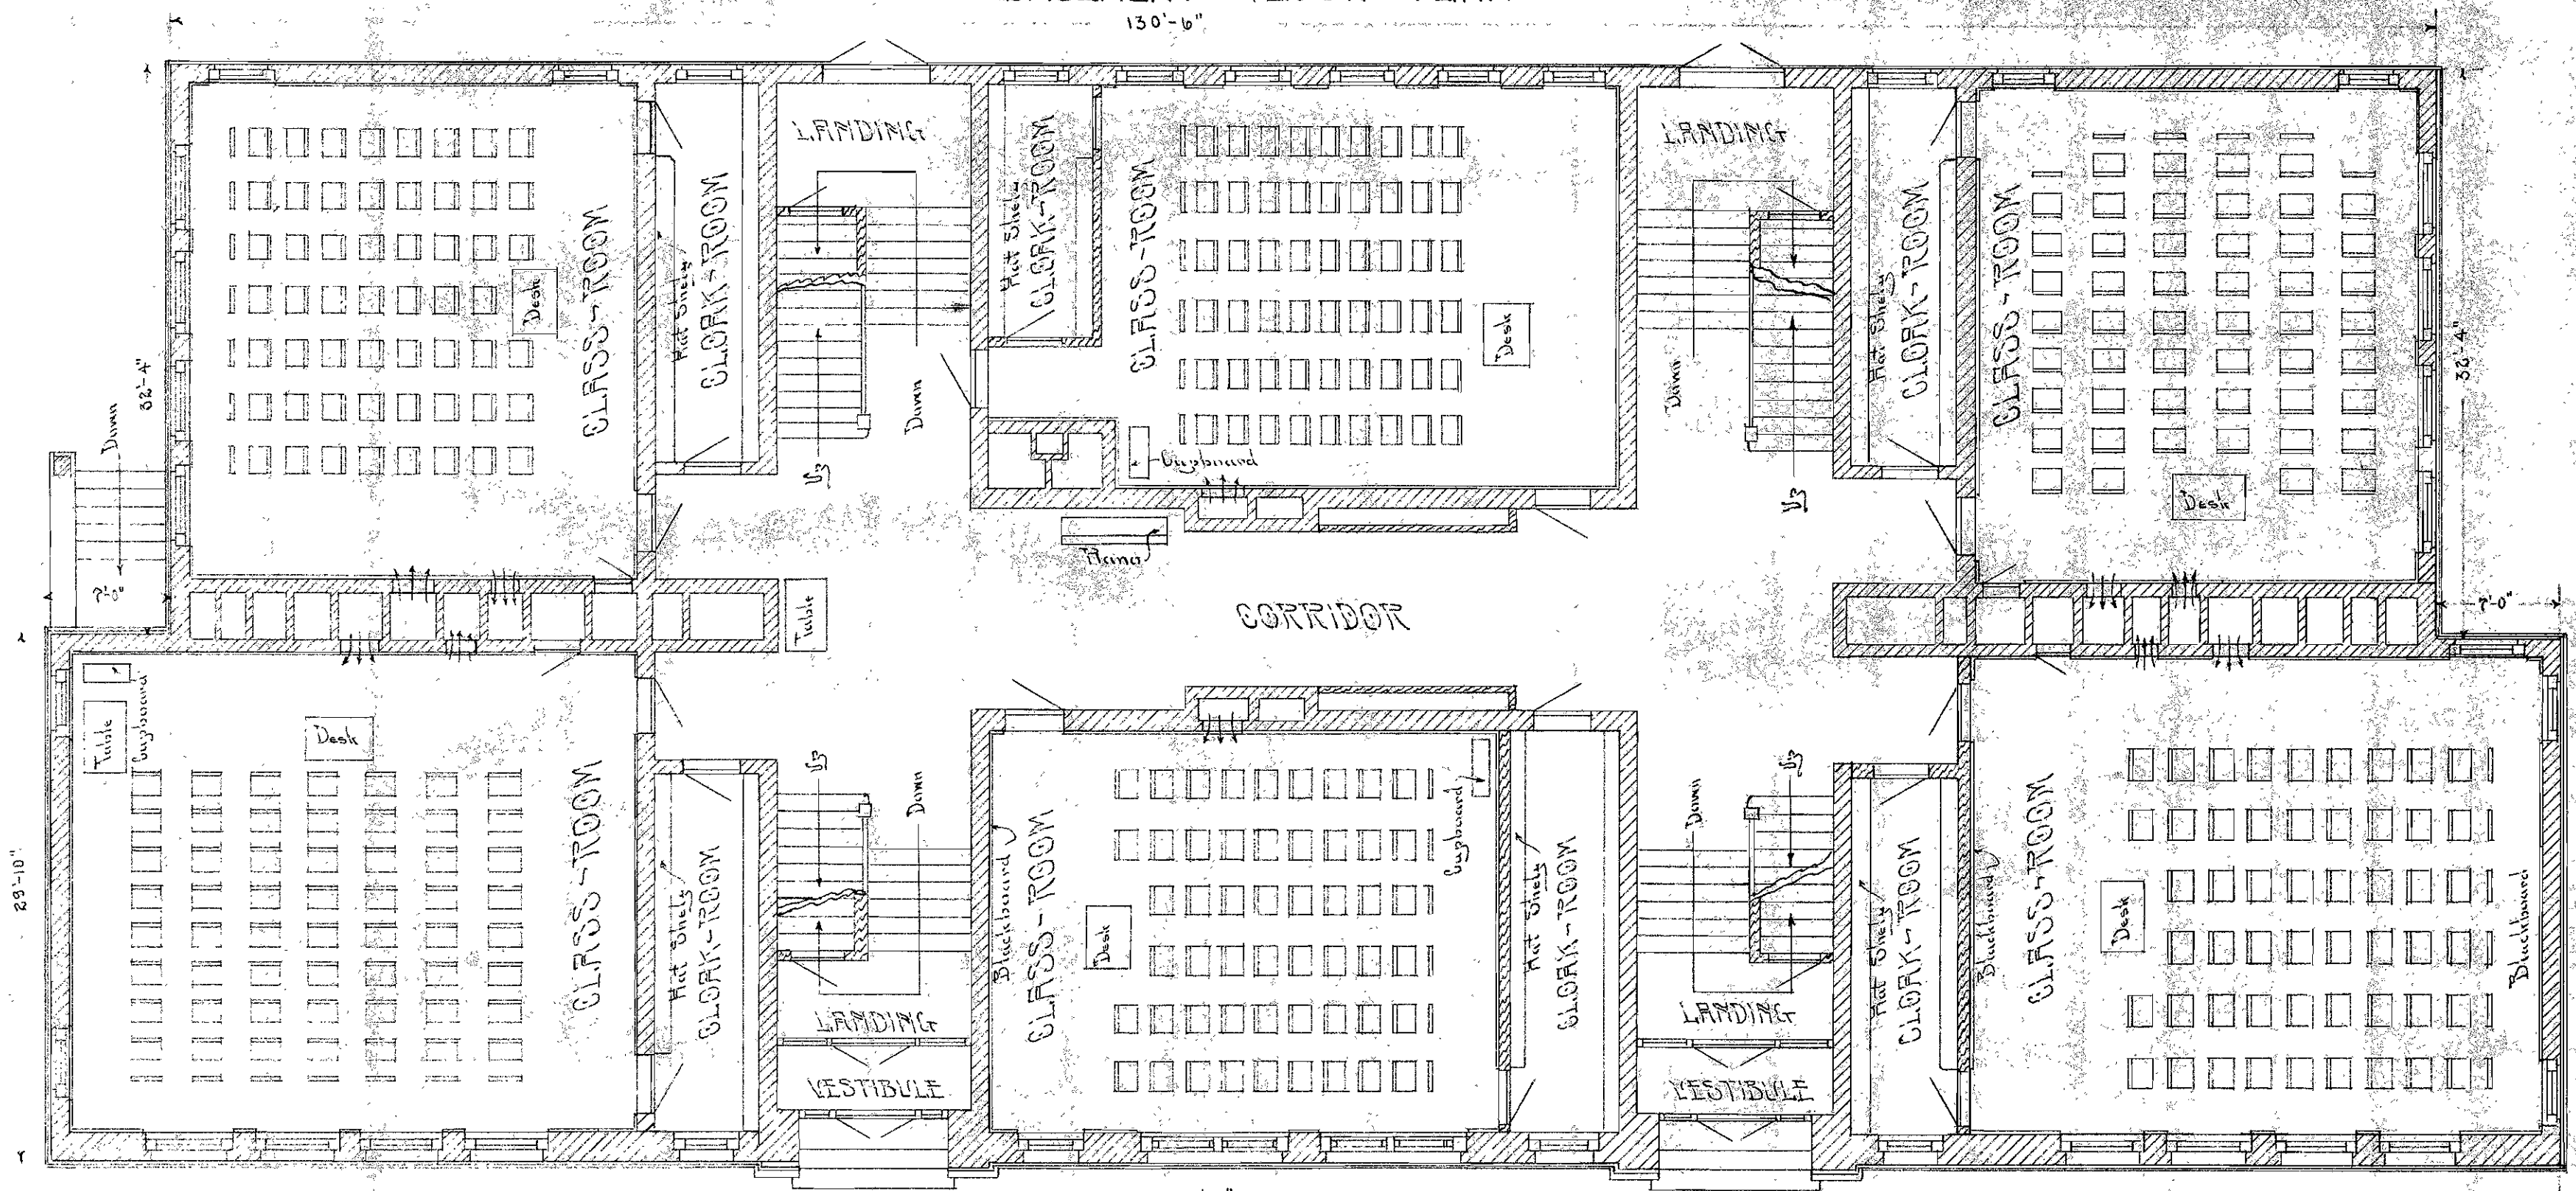 130'-6"
LANDING
LANDING
CLASS-ROOM
Hat Shelf
CLOAK-ROOM
Desk
Down
Up
Hat Shelf
CLOAK-ROOM
CLASS-ROOM
Desk
Cupboard
Down
Up
Hat Shelf
CLOAK-ROOM
CLASS-ROOM
Desk
32'-4"
32'-4"
Down
7'-0"
7'-0"
Piano
Table
CORRIDOR
Table
Cupboard
Desk
CLASS-ROOM
Hat Shelf
CLOAK-ROOM
Up
Down
Blackboard
CLASS-ROOM
Desk
Cupboard
Hat Shelf
CLOAK-ROOM
Down
Up
Hat Shelf
CLOAK-ROOM
Blackboard
CLASS-ROOM
Desk
Blackboard
29'-10"
LANDING
LANDING
VESTIBULE
VESTIBULE